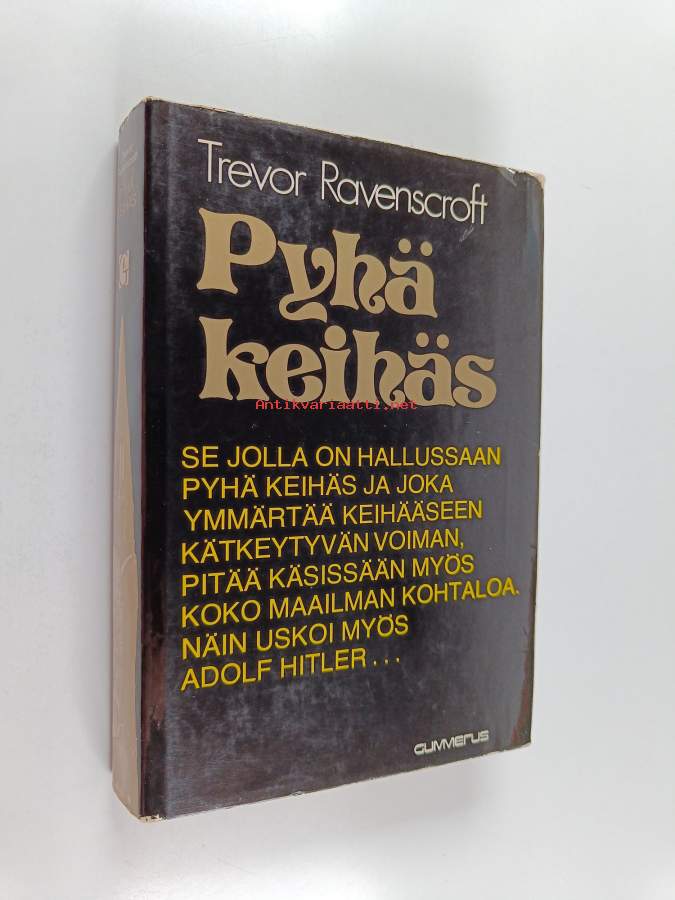 Trevor Ravenscroft
Pyhä
keihäs
Antikvariaatti.net
SE JOLLA ON HALLUSSAAN
PYHÄ KEIHÄS JA JOKA
YMMÄRTÄÄ KEIHÄÄSEEN
KÄTKEYTYVÄN VOIMAN,
PITÄÄ KÄSISSÄÄN MYÖS
KOKO MAAILMAN KOHTALOA.
NÄIN USKOI MYÖS
ADOLF HITLER...
GUMMERUS